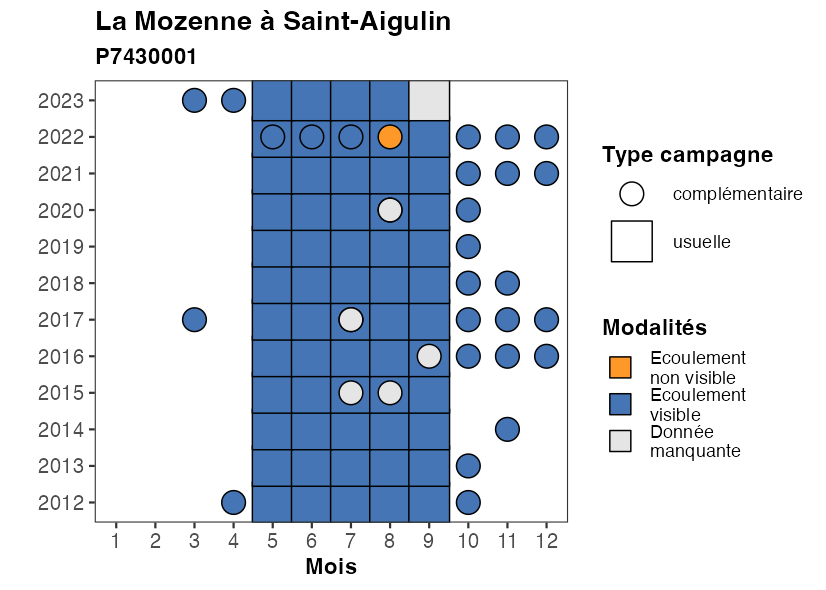 La Mozenne à Saint-Aigulin
P7430001
2023
2022
2021
2020
2019
2018
2017
2016
2015
2014
2013
2012
1 2 3 4 5 6 7 8 9 10 11 12
Mois
Type campagne
complémentaire
usuelle
Modalités
Ecoulement
non visible
Ecoulement
visible
Donnée
manquante